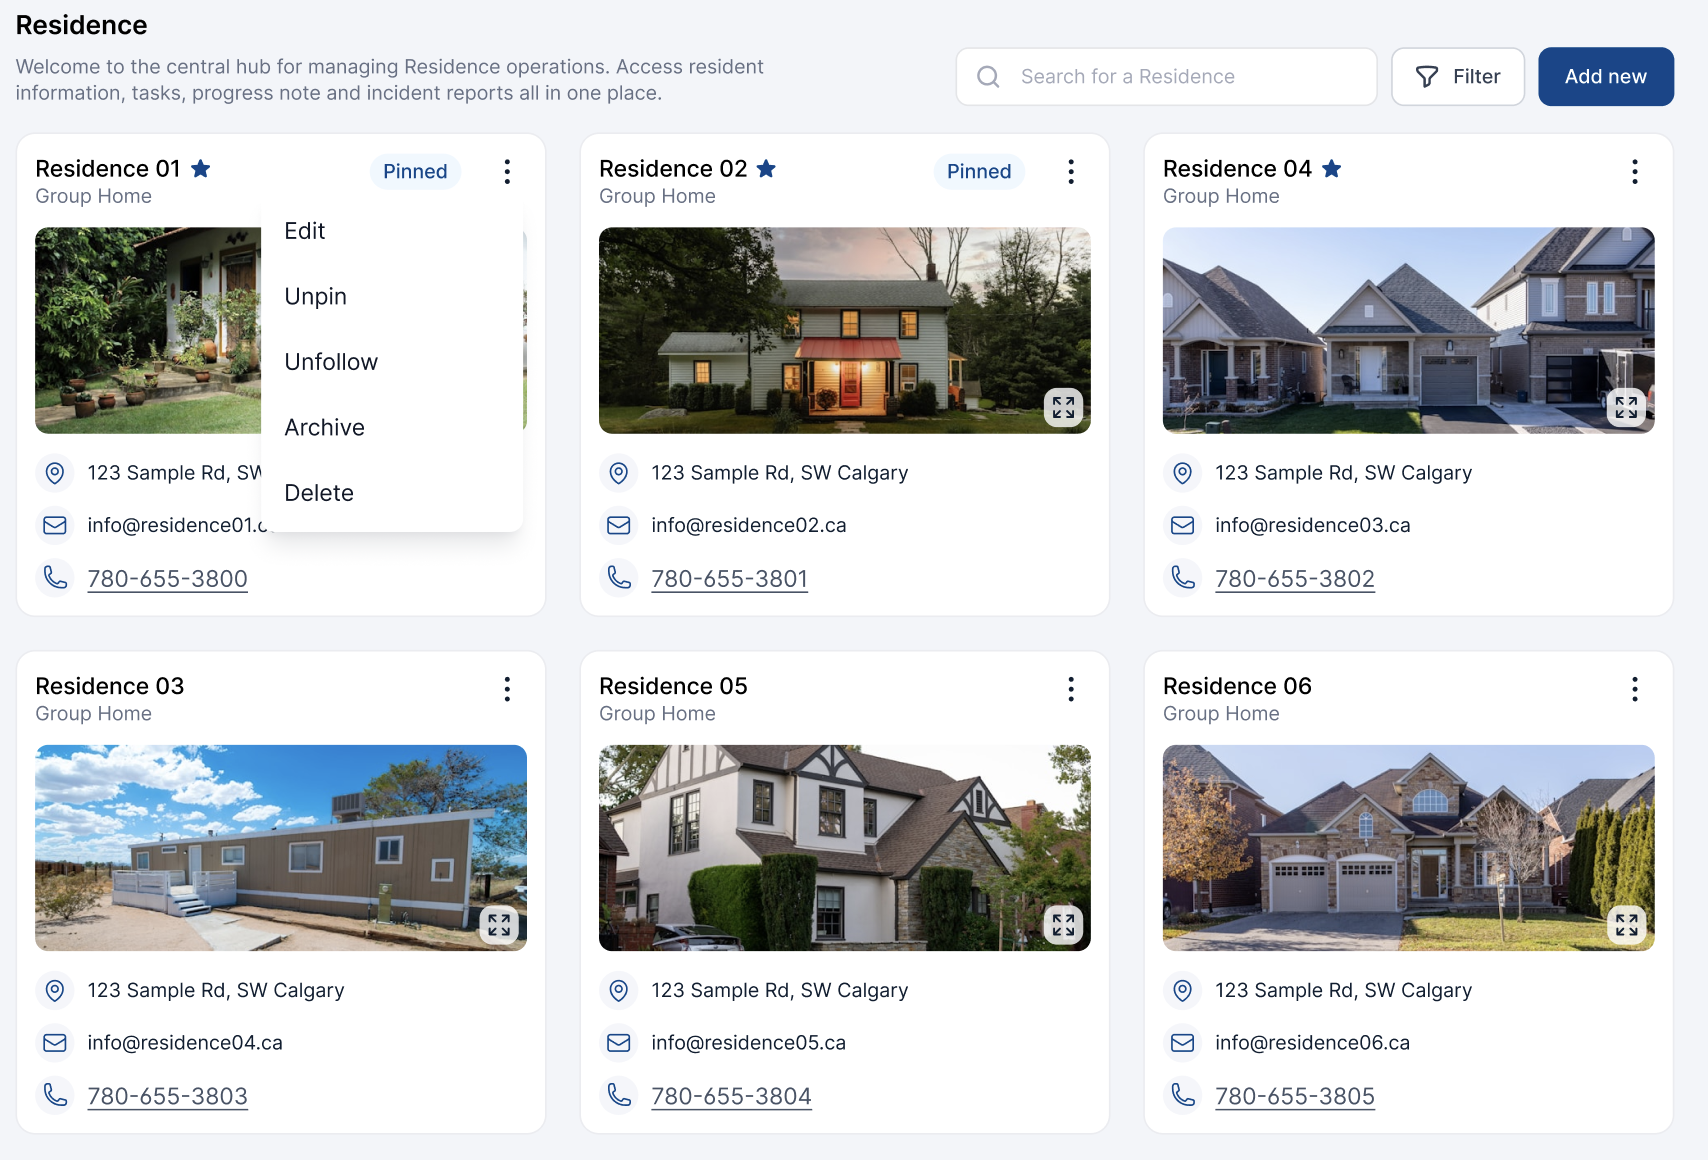 Residence
Welcome to the central hub for managing Residence operations. Access resident
information, tasks, progress note and incident reports all in one place.
Search for a Residence
Filter
Add new
Residence 01
Pinned
Group Home
Edit
Unpin
Unfollow
Archive
Delete
123 Sample Rd, SW
info@residence01.c
780-655-3800
Residence 02
Pinned
Group Home
123 Sample Rd, SW Calgary
info@residence02.ca
780-655-3801
Residence 04
Group Home
123 Sample Rd, SW Calgary
info@residence03.ca
780-655-3802
Residence 03
Group Home
123 Sample Rd, SW Calgary
info@residence04.ca
780-655-3803
Residence 05
Group Home
123 Sample Rd, SW Calgary
info@residence05.ca
780-655-3804
Residence 06
Group Home
123 Sample Rd, SW Calgary
info@residence06.ca
780-655-3805